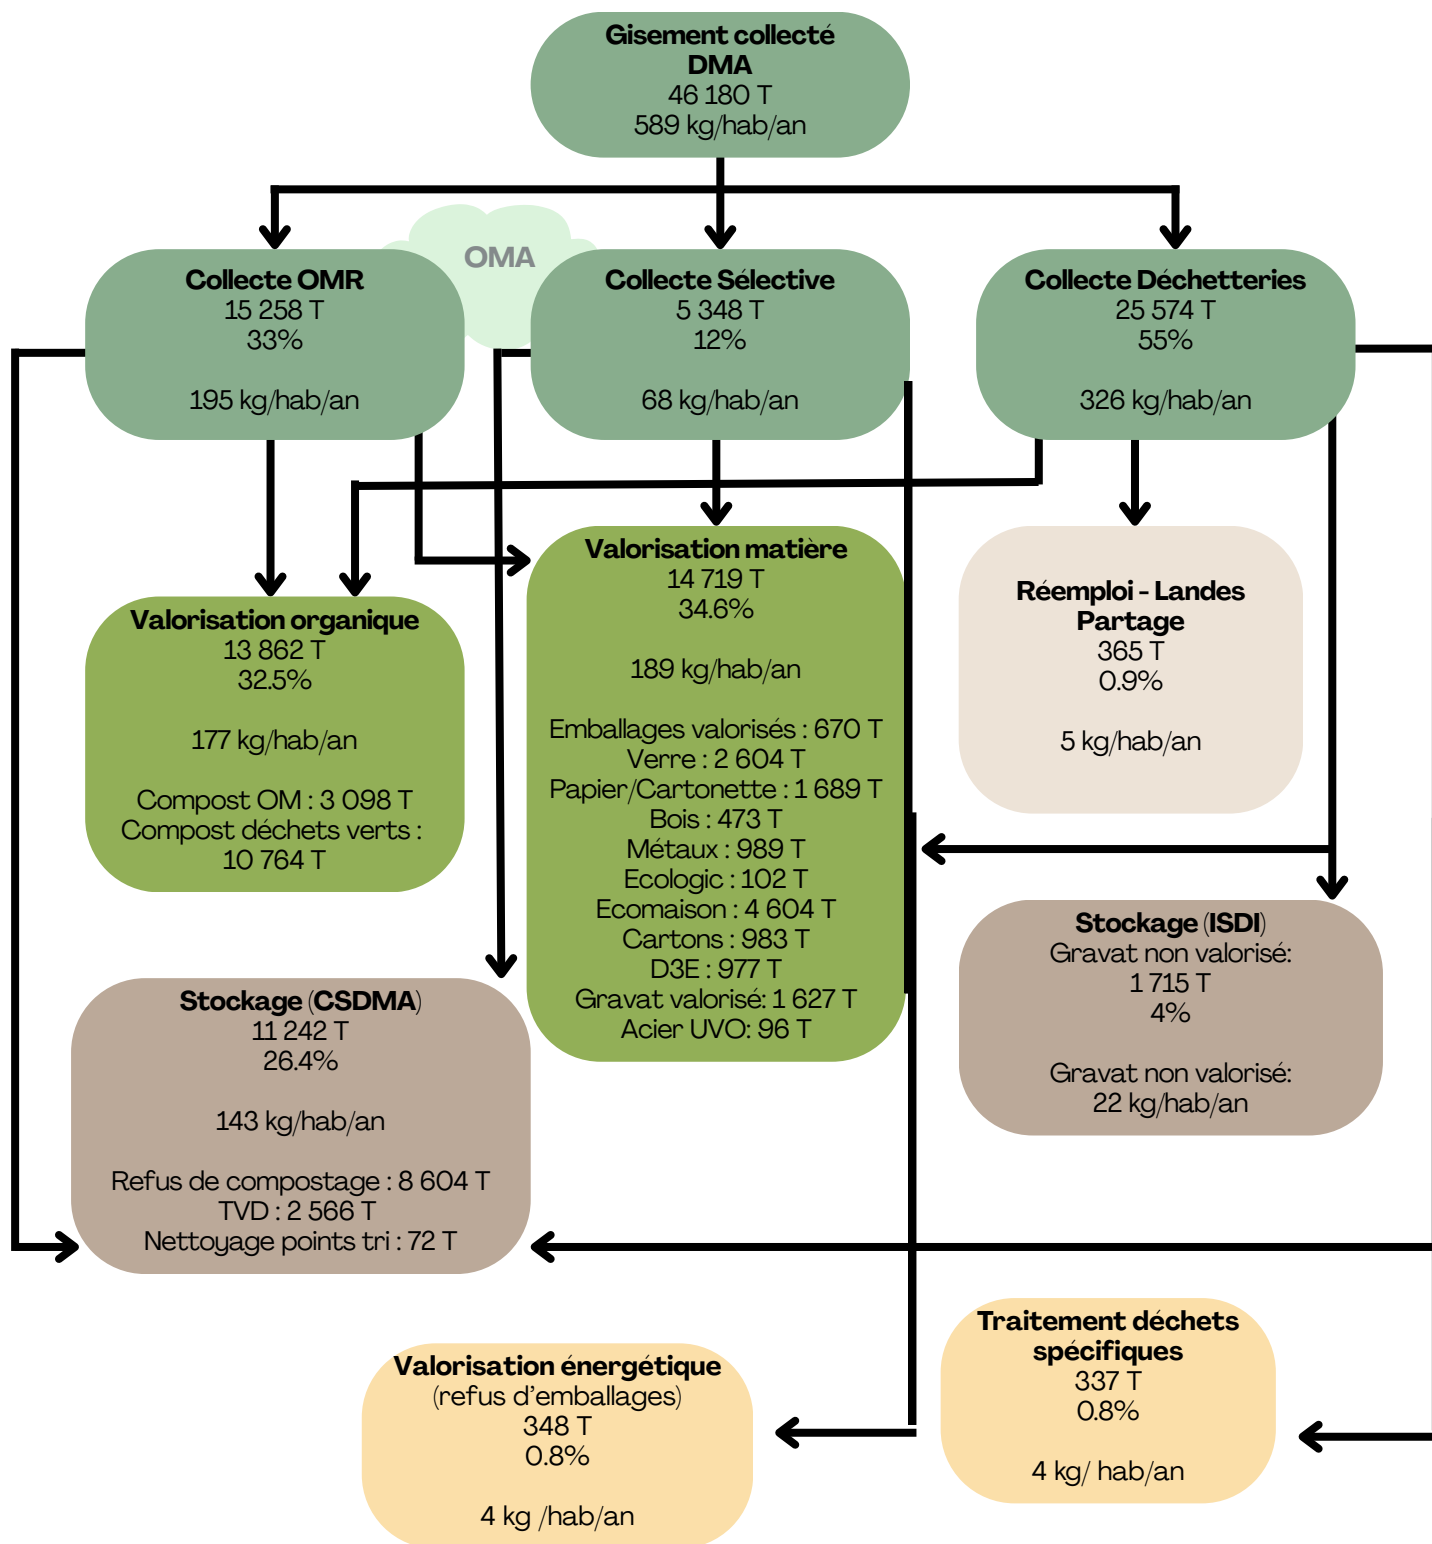 Gisement collecté
DMA
46 180 T
589 kg/hab/an
OMA
Collecte OMR
15 258 T
33%
195 kg/hab/an
Collecte Sélective
5 348 T
12%
68 kg/hab/an
Collecte Déchetteries
25 574 T
55%
326 kg/hab/an
Valorisation organique
13 862 T
32.5%
177 kg/hab/an
Compost OM : 3 098 T
Compost déchets verts :
10 764 T
Valorisation matière
14 719 T
34.6%
189 kg/hab/an
Emballages valorisés : 670 T
Verre : 2 604 T
Papier/Cartonette : 1 689 T
Bois : 473 T
Métaux : 989 T
Ecologic : 102 T
Ecomaison : 4 604 T
Cartons : 983 T
D3E : 977 T
Gravat valorisé: 1 627 T
Acier UVO: 96 T
Réemploi - Landes
Partage
365 T
0.9%
5 kg/hab/an
Stockage (CSDMA)
11 242 T
26.4%
143 kg/hab/an
Refus de compostage : 8 604 T
TVD : 2 566 T
Nettoyage points tri : 72 T
Stockage (ISDI)
Gravat non valorisé:
1 715 T
4%
Gravat non valorisé:
22 kg/hab/an
Valorisation énergétique
(refus d'emballages)
348 T
0.8%
4 kg /hab/an
Traitement déchets
spécifiques
337 T
0.8%
4 kg/ hab/an